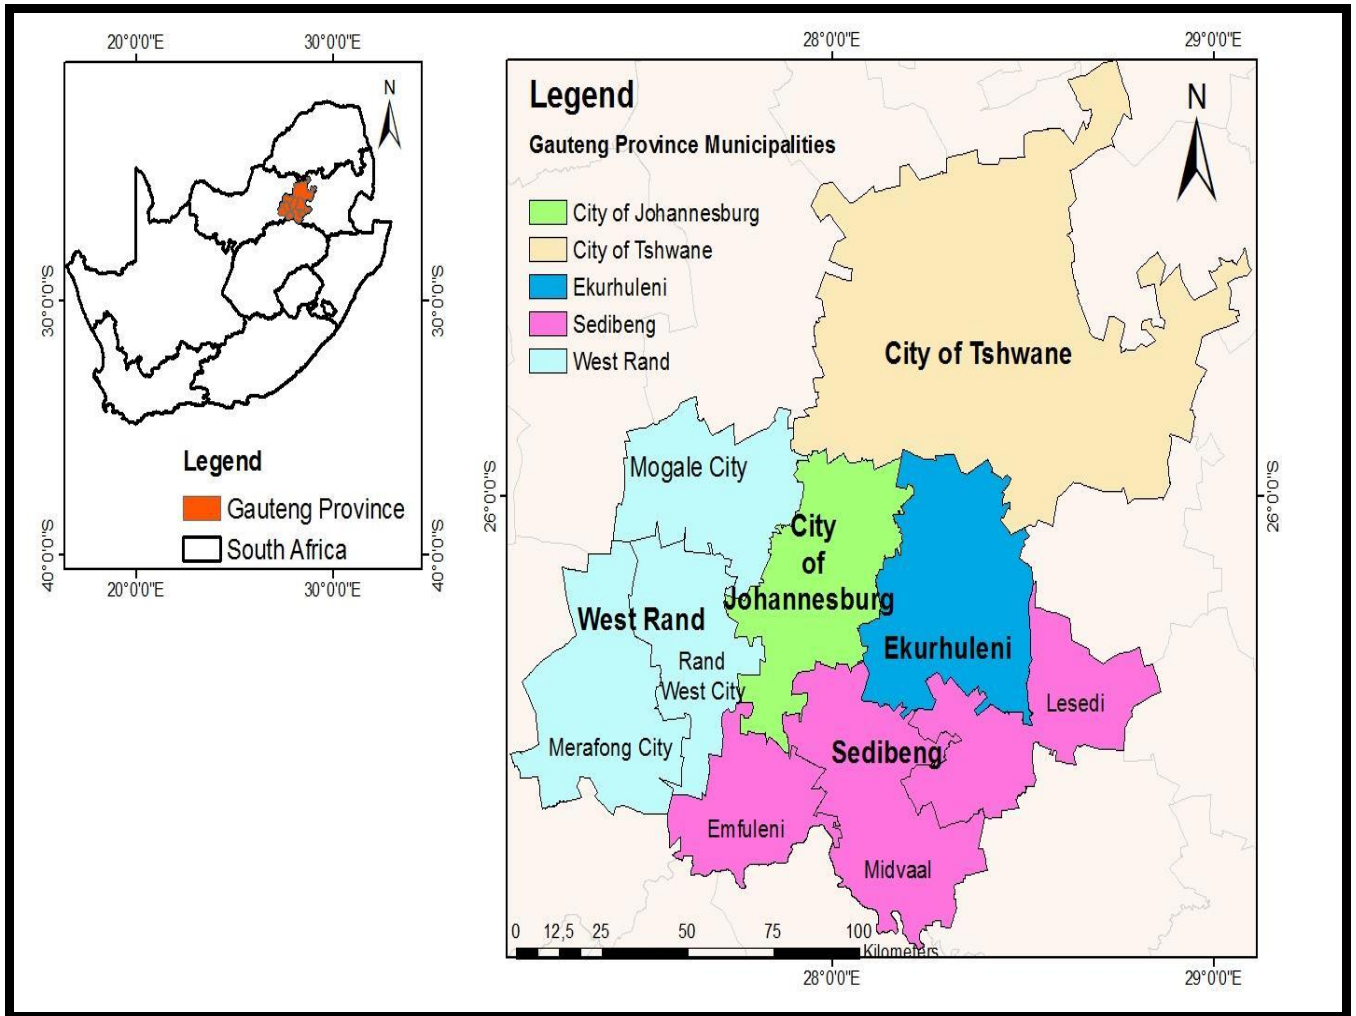 20°0'0"E 30°0'0"E
N
30°0'0"S 30°0'0"S
40°0'0"S 40°0'0"S
Legend
Gauteng Province
South Africa
20°0'0"E 30°0'0"E
28°0'0"E 29°0'0"E
Legend
Gauteng Province Municipalities
City of Johannesburg
City of Tshwane
Ekurhuleni
Sedibeng
West Rand
N
City of Tshwane
26°0'0"S 26°0'0"S
Mogale City
City
of
Johannesburg
West Rand
Ekurhuleni
Rand
West City
Lesedi
Merafong City
Sedibeng
Emfuleni
Midvaal
0 12,5 25 50 75 100
Kilometers
28°0'0"E 29°0'0"E